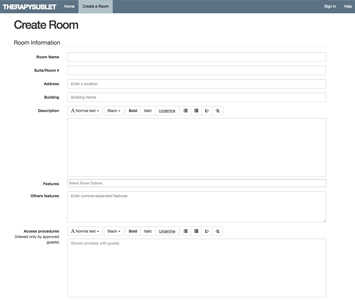 THERAPYSUBLET Home Create a Room Sign In Help
Create Room
Room Information
Room Name
Suite/Room #
Address Enter a location
Building Building Name
Description Normal text Black Bold Italic Underline
Features Select Some Options
Others features Enter comma-separated features
Access procedures Normal text Black Bold Italic Underline
(Viewed only by approved
guests)
Shared privately with guests